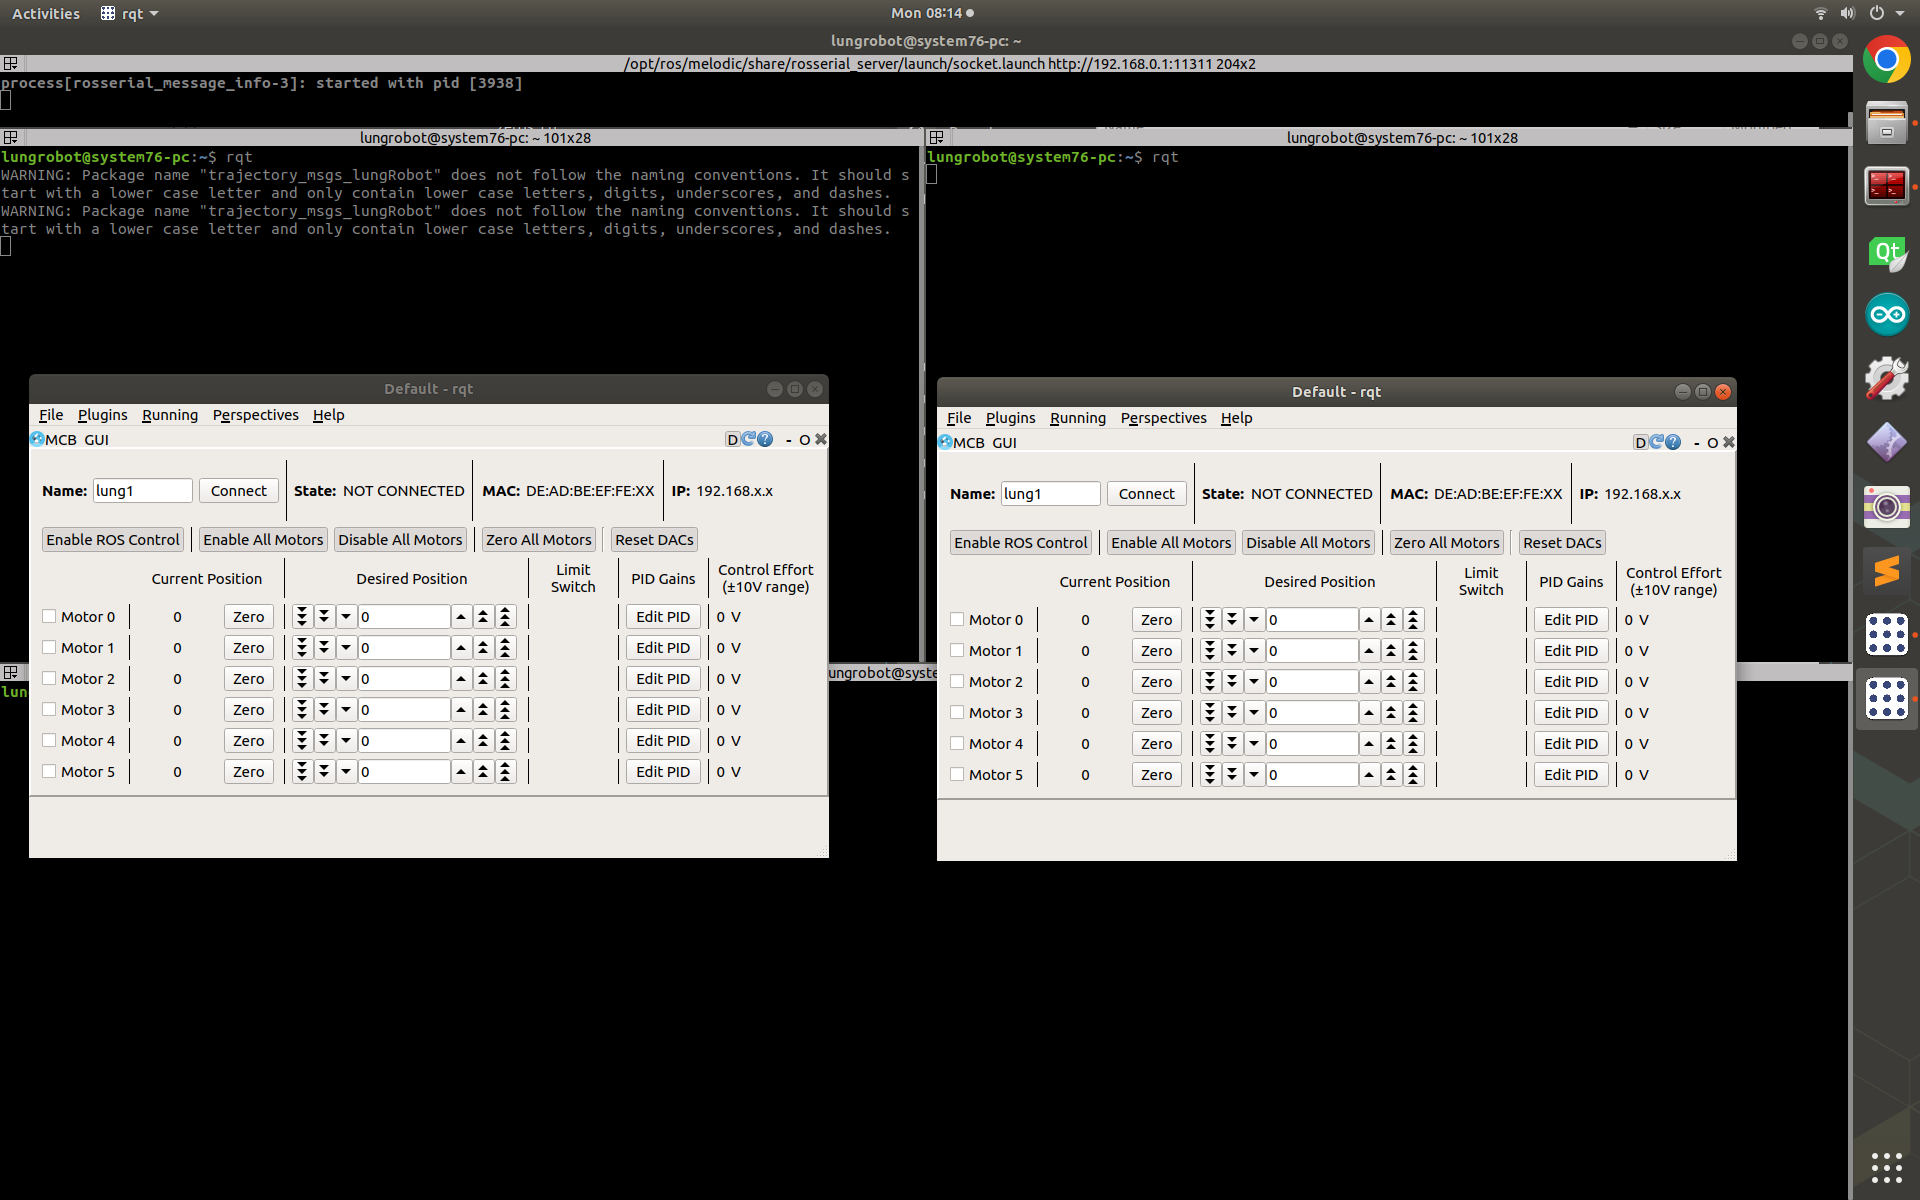 Activities rqt Mon 08:14
lungrobot@system76-pc: ~
/opt/ros/melodic/share/rosserial_server/launch/socket.launch http://192.168.0.1:11311 204x2
process[rosserial_message_info-3]: started with pid [3938]
lungrobot@system76-pc: ~ 101x28
lungrobot@system76-pc:~$ rqt
WARNING: Package name "trajectory_msgs_lungRobot" does not follow the naming conventions. It should s
tart with a lower case letter and only contain lower case letters, digits, underscores, and dashes.
WARNING: Package name "trajectory_msgs_lungRobot" does not follow the naming conventions. It should s
tart with a lower case letter and only contain lower case letters, digits, underscores, and dashes.
lungrobot@system76-pc: ~ 101x28
lungrobot@system76-pc:~$ rqt
Default - rqt
File Plugins Running Perspectives Help
MCB GUI D ? - O
Name: lung1 Connect State: NOT CONNECTED MAC: DE:AD:BE:EF:FE:XX IP: 192.168.x.x
Enable ROS Control Enable All Motors Disable All Motors Zero All Motors Reset DACs
Current Position Desired Position Limit Switch PID Gains Control Effort (±10V range)
Motor 0 0 Zero 0 Edit PID 0 V
Motor 1 0 Zero 0 Edit PID 0 V
Motor 2 0 Zero 0 Edit PID 0 V
Motor 3 0 Zero 0 Edit PID 0 V
Motor 4 0 Zero 0 Edit PID 0 V
Motor 5 0 Zero 0 Edit PID 0 V
Default - rqt
File Plugins Running Perspectives Help
MCB GUI D ? - O
Name: lung1 Connect State: NOT CONNECTED MAC: DE:AD:BE:EF:FE:XX IP: 192.168.x.x
Enable ROS Control Enable All Motors Disable All Motors Zero All Motors Reset DACs
Current Position Desired Position Limit Switch PID Gains Control Effort (±10V range)
Motor 0 0 Zero 0 Edit PID 0 V
Motor 1 0 Zero 0 Edit PID 0 V
Motor 2 0 Zero 0 Edit PID 0 V
Motor 3 0 Zero 0 Edit PID 0 V
Motor 4 0 Zero 0 Edit PID 0 V
Motor 5 0 Zero 0 Edit PID 0 V
ungrobot@syste
lun
Qt